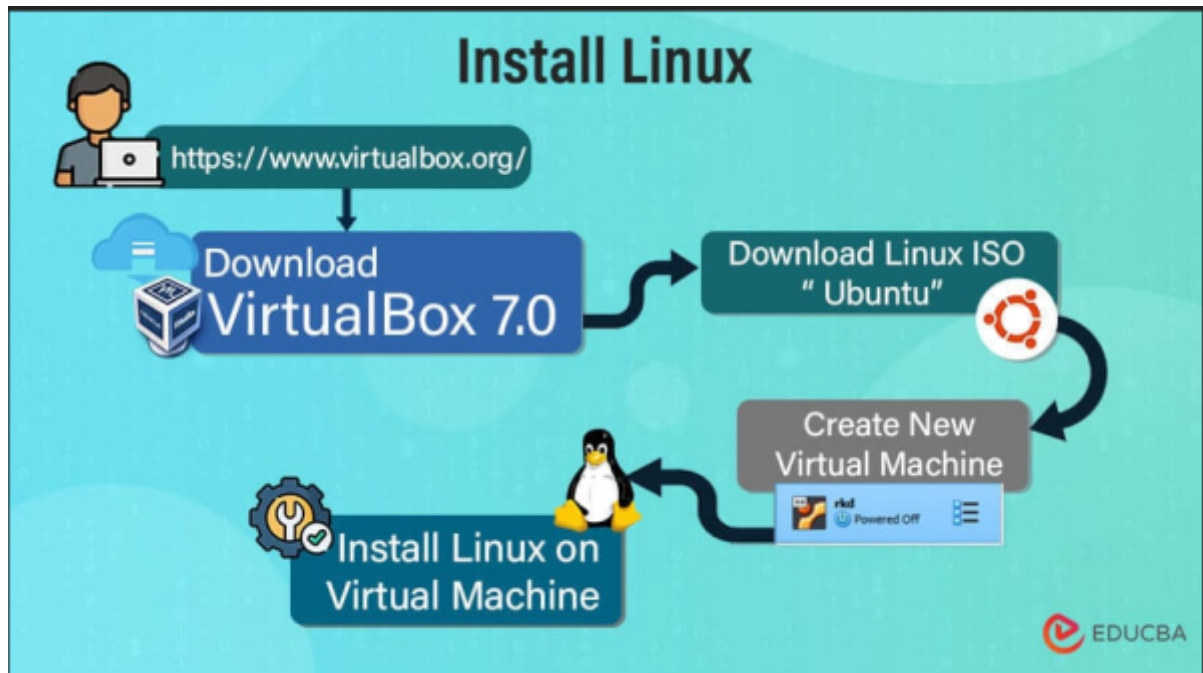 Install Linux
https://www.virtualbox.org/
Download
VirtualBox 7.0
Download Linux ISO
“ Ubuntu”
Create New
Virtual Machine
rkd
Powered Off
Install Linux on
Virtual Machine
EDUCBA